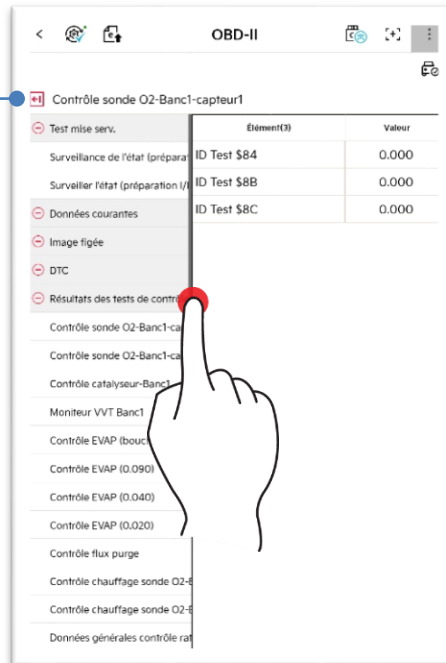 OBD-II
Contrôle sonde O2-Banc1-capteur1
Test mise serv.
Élément(3)
Valeur
Surveillance de l'état (prépara
ID Test $84
0.000
Surveiller l'état (préparation I/
ID Test $8B
0.000
ID Test $8C
0.000
Données courantes
Image figée
DTC
Résultats des tests de contrô
Contrôle sonde O2-Banc1-ca
Contrôle sonde O2-Banc1-ca
Contrôle catalyseur-Banc1
Moniteur VVT Banc1
Contrôle EVAP (bouc
Contrôle EVAP (0.090)
Contrôle EVAP (0.040)
Contrôle EVAP (0.020)
Contrôle flux purge
Contrôle chauffage sonde O2-B
Contrôle chauffage sonde O2-B
Données générales contrôle rat